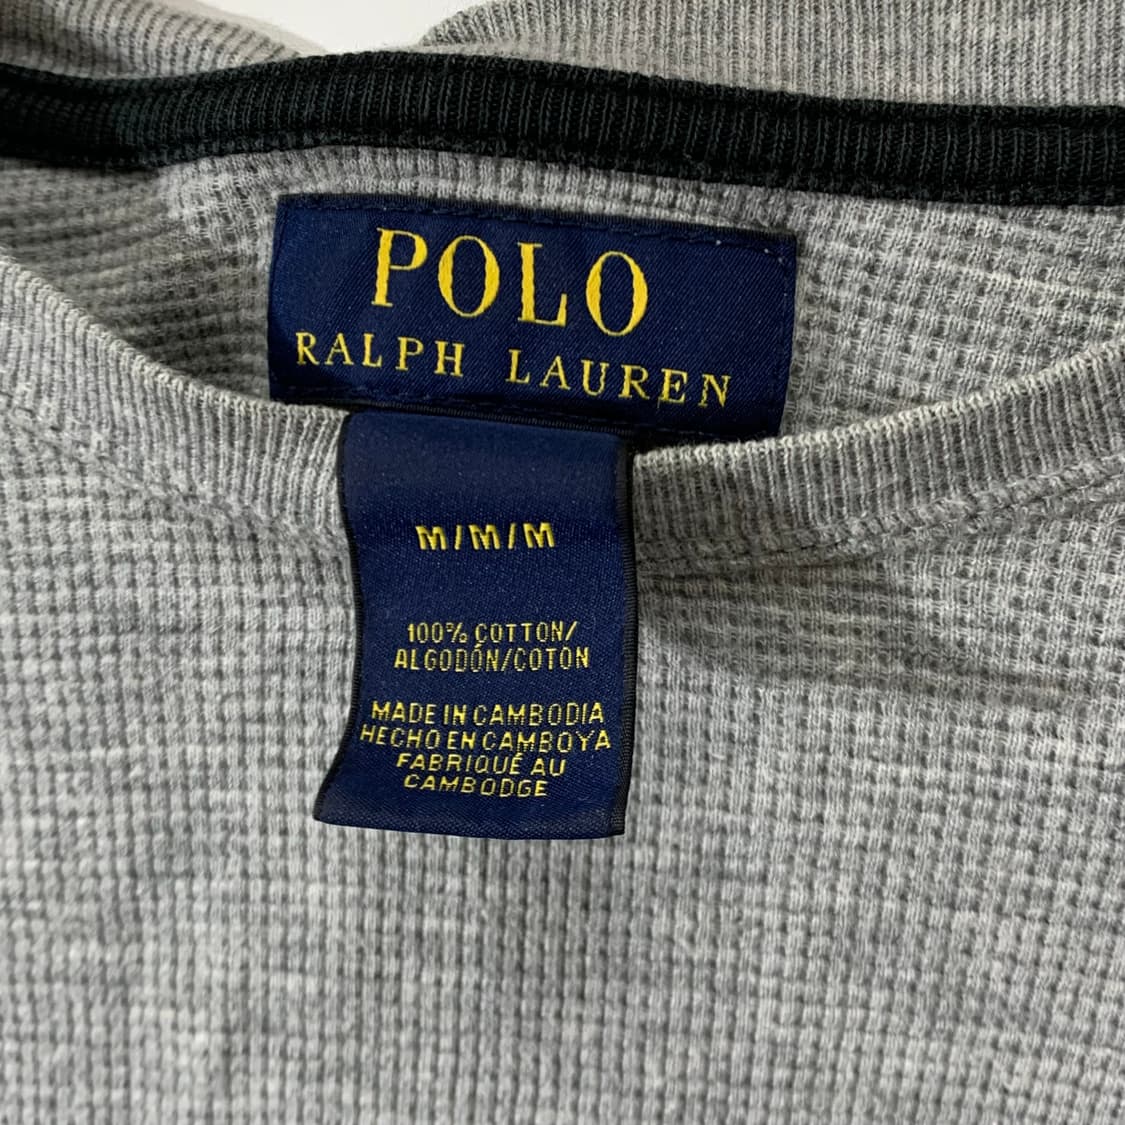 POLO
RALPH LAUREN
M/M/M
100% COTTON/
ALGODÓN/COTON
MADE IN CAMBODIA
HECHO EN CAMBOYA
FABRIQUÉ AU
CAMBODGE